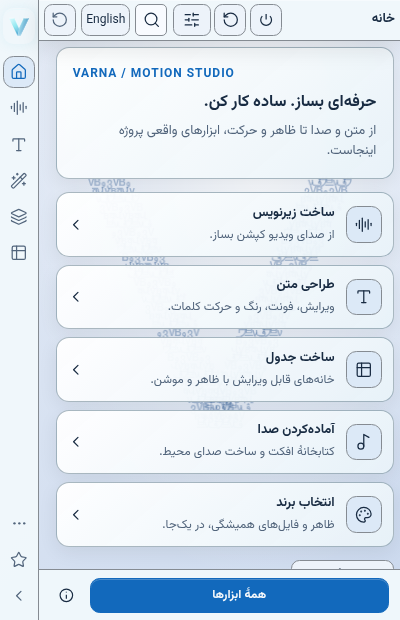 خانه
English
VARNA / MOTION STUDIO
حرفه‌ای بساز. ساده کار کن.
از متن و صدا تا ظاهر و حرکت، ابزارهای واقعی پروژه
اینجاست.
ساخت زیرنویس
از صدای ویدیو کپشن بساز.
طراحی متن
ویرایش، فونت، رنگ و حرکت کلمات.
ساخت جدول
خانه‌های قابل ویرایش با ظاهر و موشن.
آماده‌کردن صدا
کتابخانهٔ افکت و ساخت صدای محیط.
انتخاب برند
ظاهر و فایل‌های همیشگی، در یک‌جا.
همهٔ ابزارها